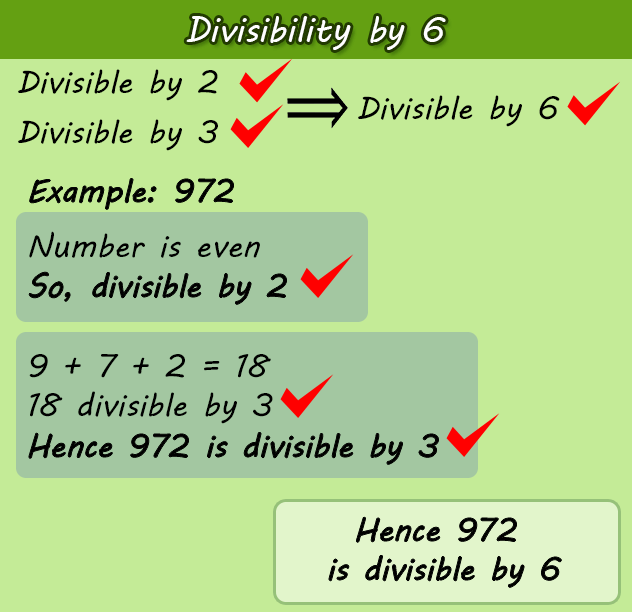 Divisibility by 6
Divisible by 2
Divisible by 3
⇒ Divisible by 6
Example: 972
Number is even
So, divisible by 2
9 + 7 + 2 = 18
18 divisible by 3
Hence 972 is divisible by 3
Hence 972
is divisible by 6